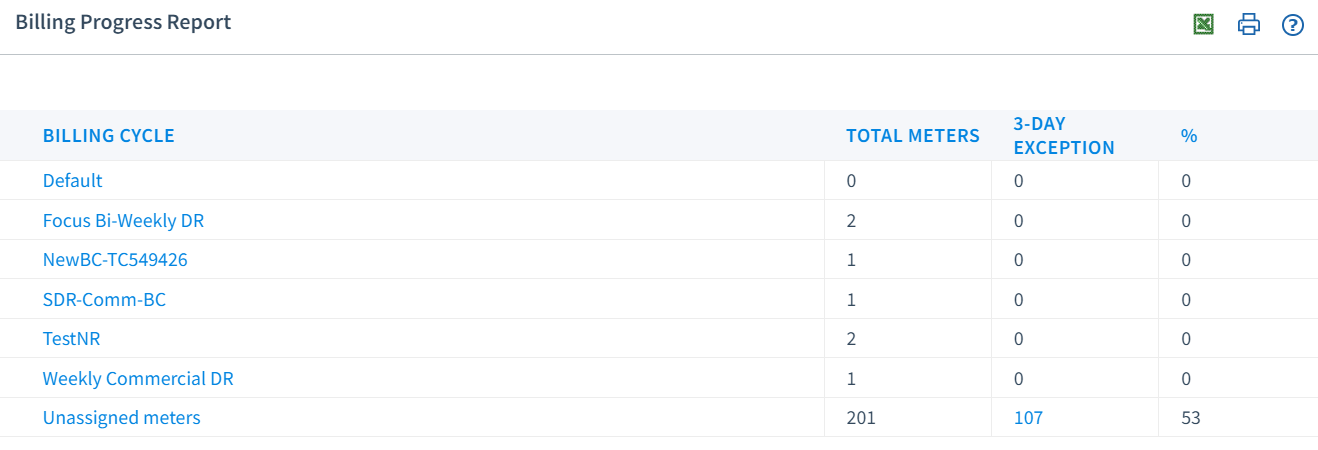 Billing Progress Report
BILLING CYCLE TOTAL METERS 3-DAY EXCEPTION %
Default 0 0 0
Focus Bi-Weekly DR 2 0 0
NewBC-TC549426 1 0 0
SDR-Comm-BC 1 0 0
TestNR 2 0 0
Weekly Commercial DR 1 0 0
Unassigned meters 201 107 53